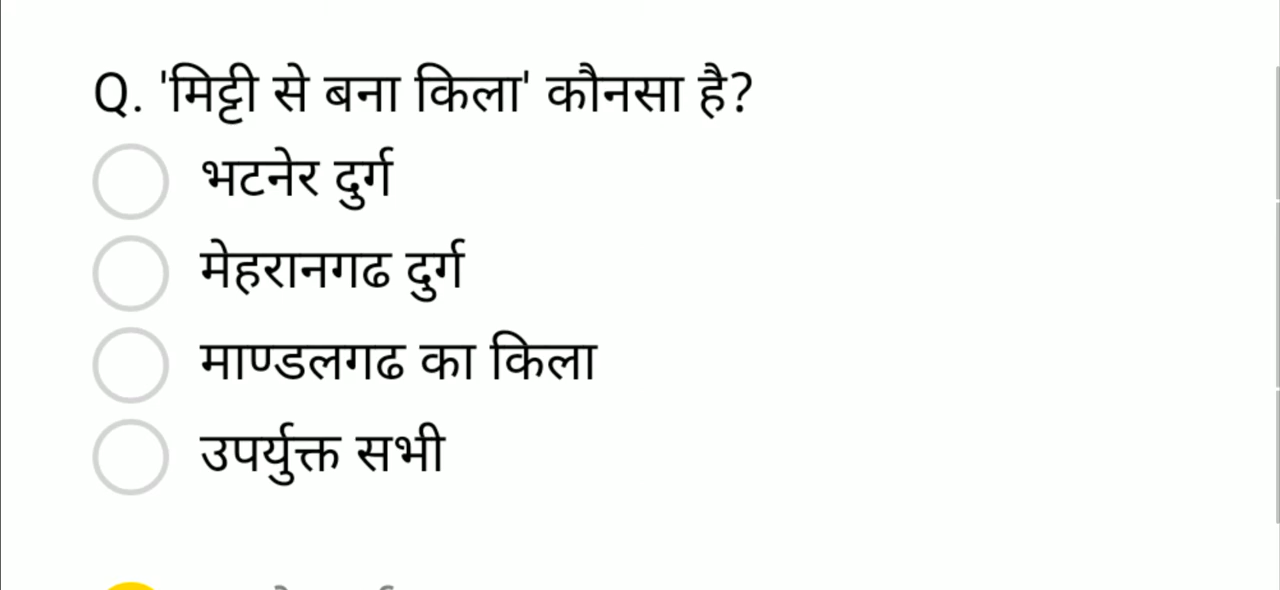 Q. 'मिट्टी से बना किला' कौनसा है?
भटनेर दुर्ग
मेहरानगढ दुर्ग
माण्डलगढ का किला
उपर्युक्त सभी